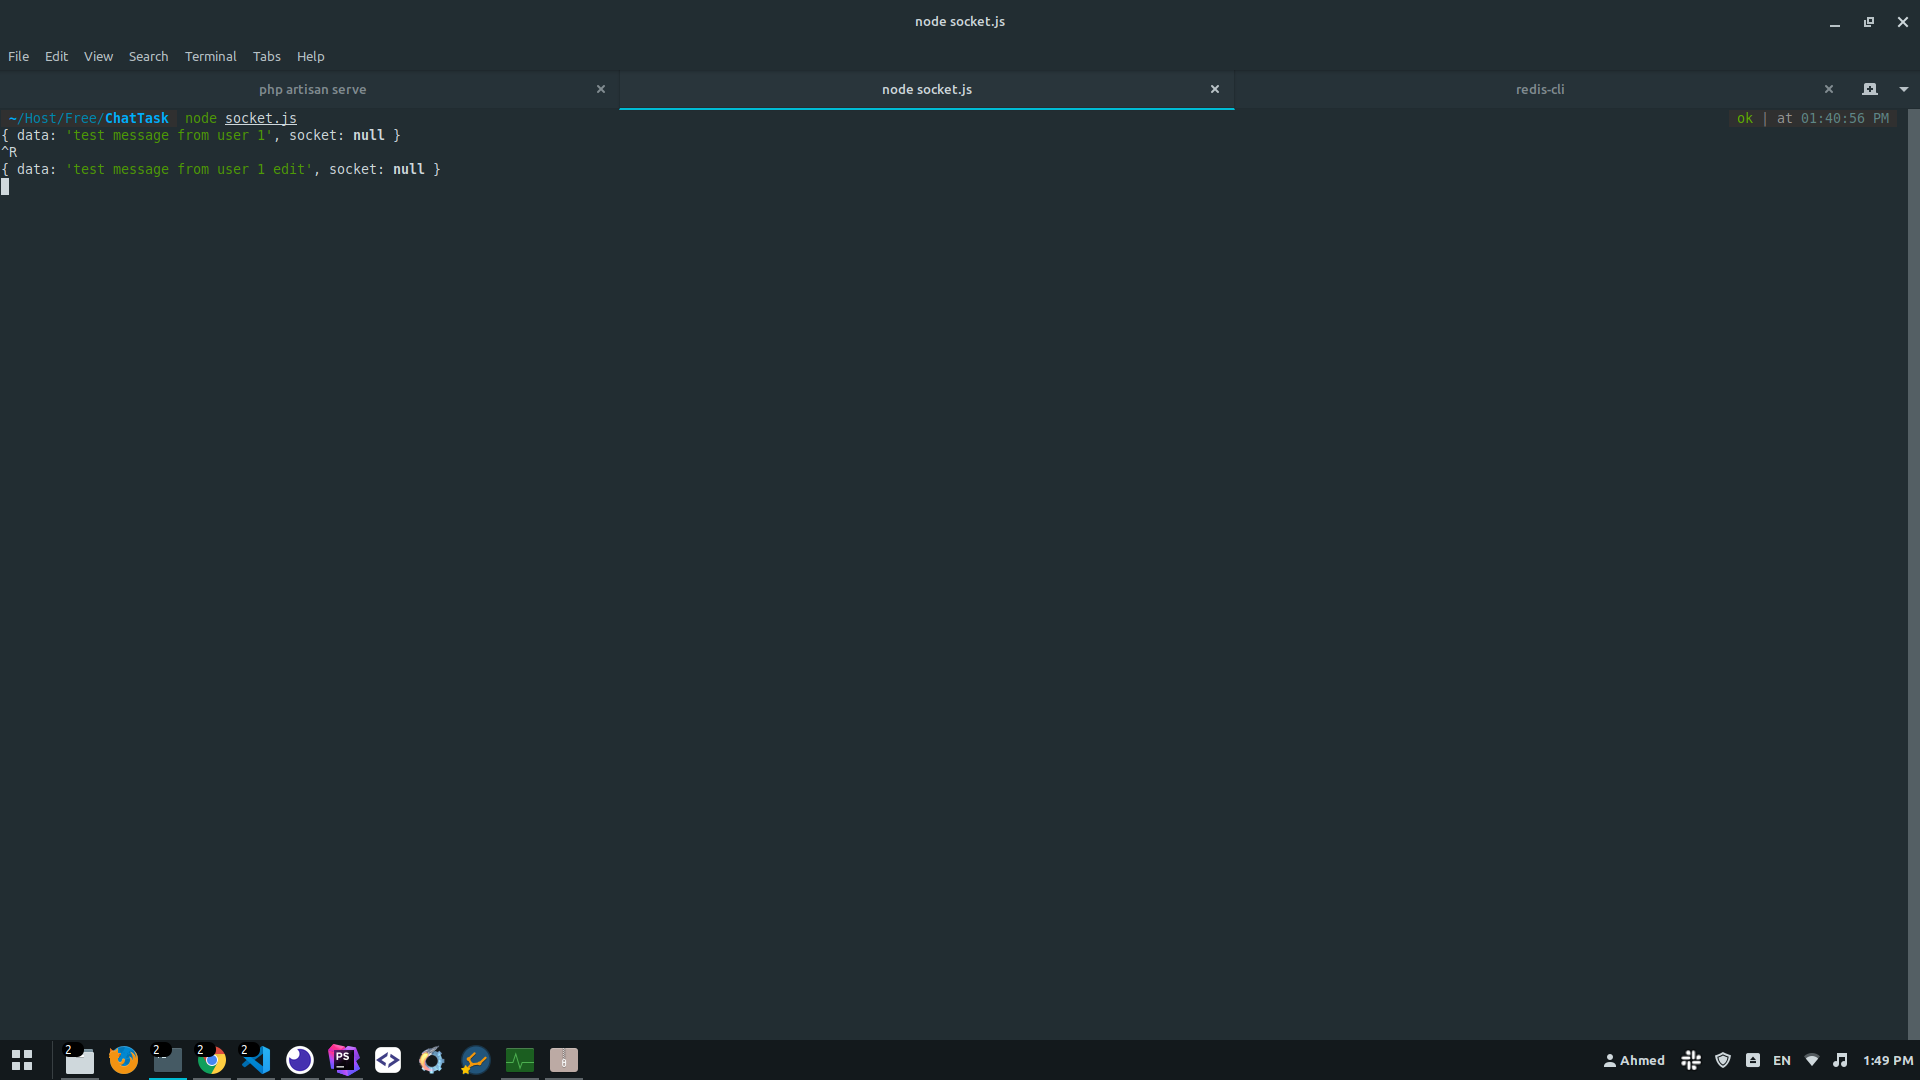 node socket.js
File Edit View Search Terminal Tabs Help
php artisan serve node socket.js redis-cli
~/Host/Free/ChatTask node socket.js ok | at 01:40:56 PM
{ data: 'test message from user 1', socket: null }
^R
{ data: 'test message from user 1 edit', socket: null }
2 2 2 2 PS Ahmed EN 1:49 PM